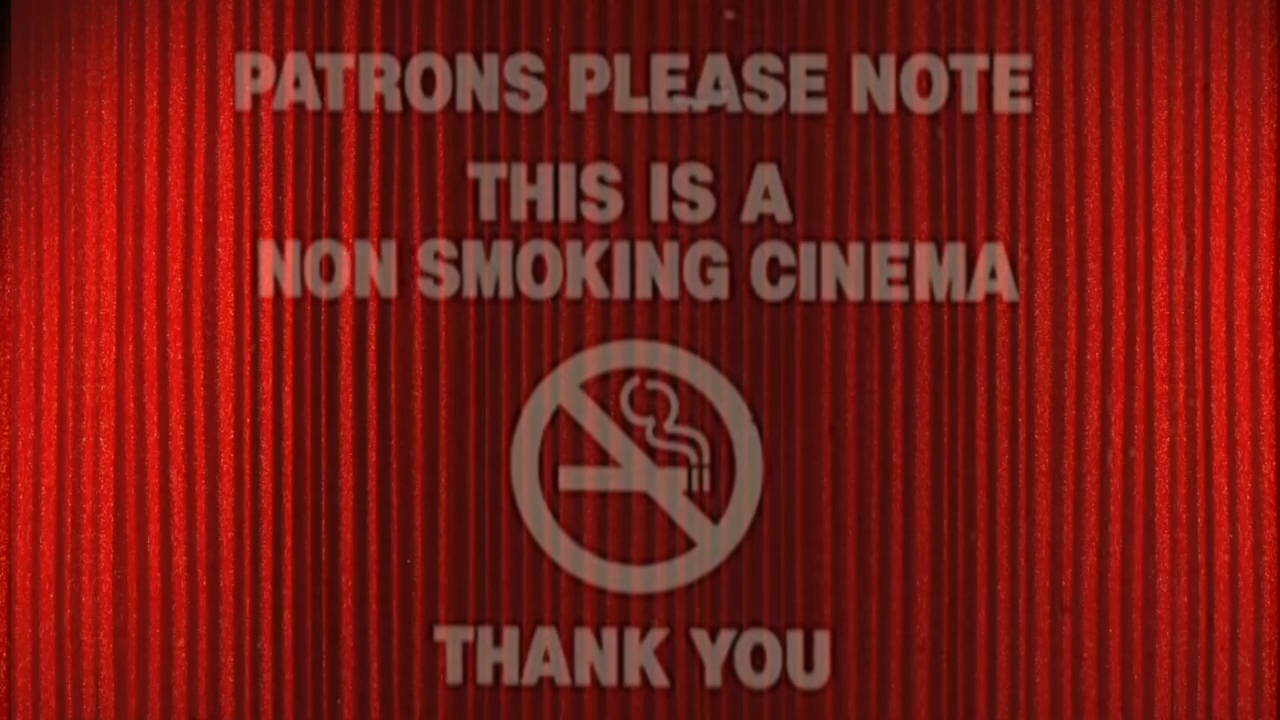 PATRONS PLEASE NOTE
THIS IS A
NON SMOKING CINEMA
THANK YOU